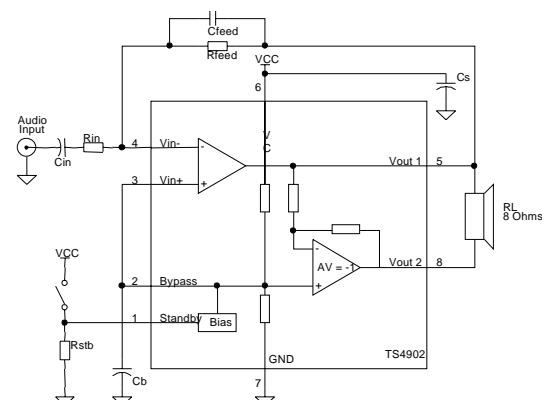 Cfeed
Rfeed
VCC
6
Cs
Audio
Input
Rin
Cin
4
Vin-
-
V
C
Vout 1
5
3
Vin+
+
RL
8 Ohms
-
AV = -1
+
Vout 2
8
VCC
2
Bypass
1
Standby
Bias
Rstb
GND
TS4902
Cb
7